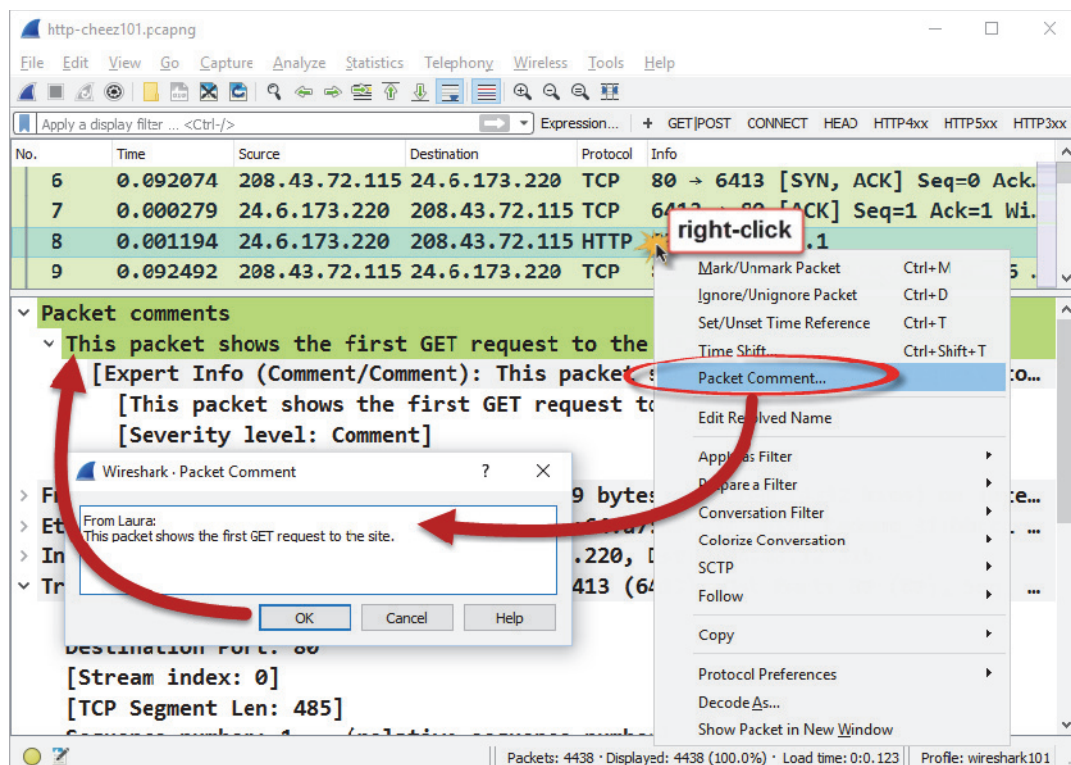 http-cheez101.pcapng
File Edit View Go Capture Analyze Statistics Telephony Wireless Tools Help
Apply a display filter ... <Ctrl-/> Expression... + GET|POST CONNECT HEAD HTTP4xx HTTP5xx HTTP3xx
No. Time Source Destination Protocol Info
6 0.092074 208.43.72.115 24.6.173.220 TCP 80 → 6413 [SYN, ACK] Seq=0 Ack…
7 0.000279 24.6.173.220 208.43.72.115 TCP 6413 → 80 [ACK] Seq=1 Ack=1 Wi…
8 0.001194 24.6.173.220 208.43.72.115 HTTP .1
right-click
9 0.092492 208.43.72.115 24.6.173.220 TCP
Mark/Unmark Packet Ctrl+M
Ignore/Unignore Packet Ctrl+D
Set/Unset Time Reference Ctrl+T
Time Shift... Ctrl+Shift+T
Packet Comment...
Edit Resolved Name
Apply as Filter
Prepare a Filter
Conversation Filter
Colorize Conversation
SCTP
Follow
Copy
Protocol Preferences
Decode As...
Show Packet in New Window
Packet comments
This packet shows the first GET request to the
[Expert Info (Comment/Comment): This packet
[This packet shows the first GET request to
[Severity level: Comment]
Wireshark · Packet Comment ? ×
From Laura:
This packet shows the first GET request to the site.
OK Cancel Help
9 bytes
.220, D
413 (64
Destination Port: 80
[Stream index: 0]
[TCP Segment Len: 485]
Packets: 4438 · Displayed: 4438 (100.0%) · Load time: 0:0.123 Profile: wireshark101